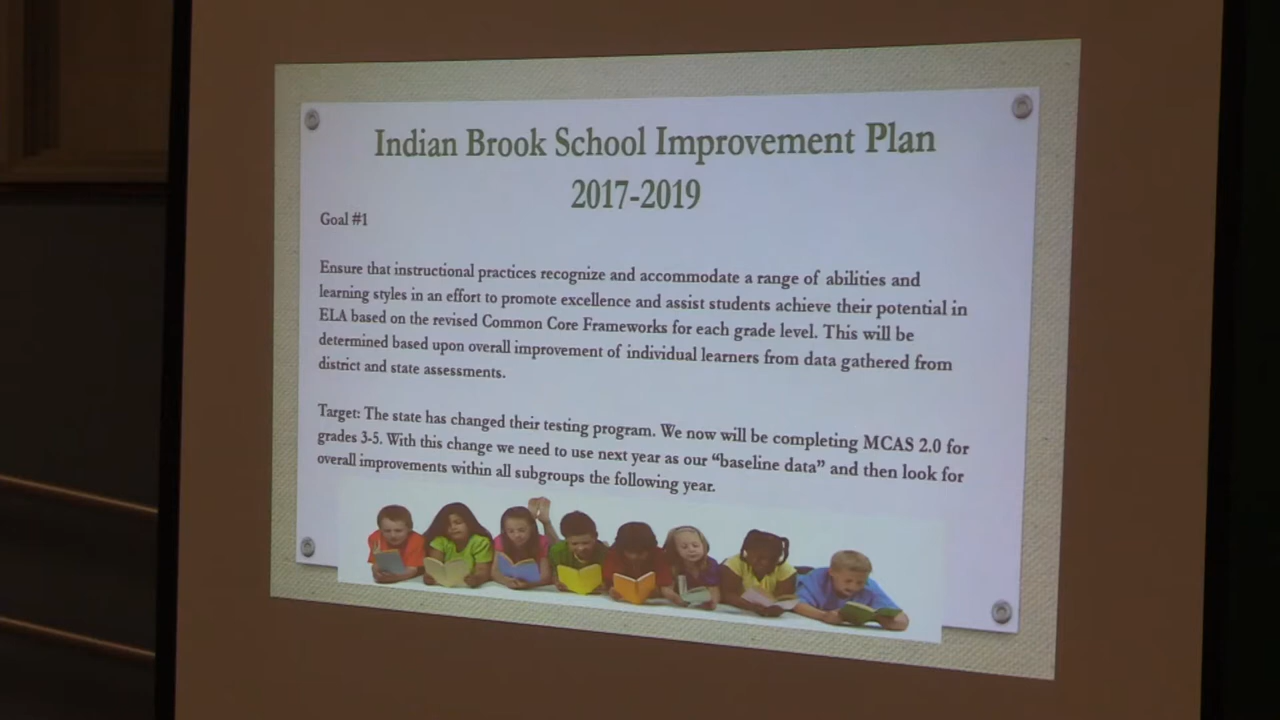 Indian Brook School Improvement Plan
2017-2019
Goal #1
Ensure that instructional practices recognize and accommodate a range of abilities and
learning styles in an effort to promote excellence and assist students achieve their potential in
ELA based on the revised Common Core Frameworks for each grade level. This will be
determined based upon overall improvement of individual learners from data gathered from
district and state assessments.
Target: The state has changed their testing program. We now will be completing MCAS 2.0 for
grades 3-5. With this change we need to use next year as our “baseline data” and then look for
overall improvements within all subgroups the following year.